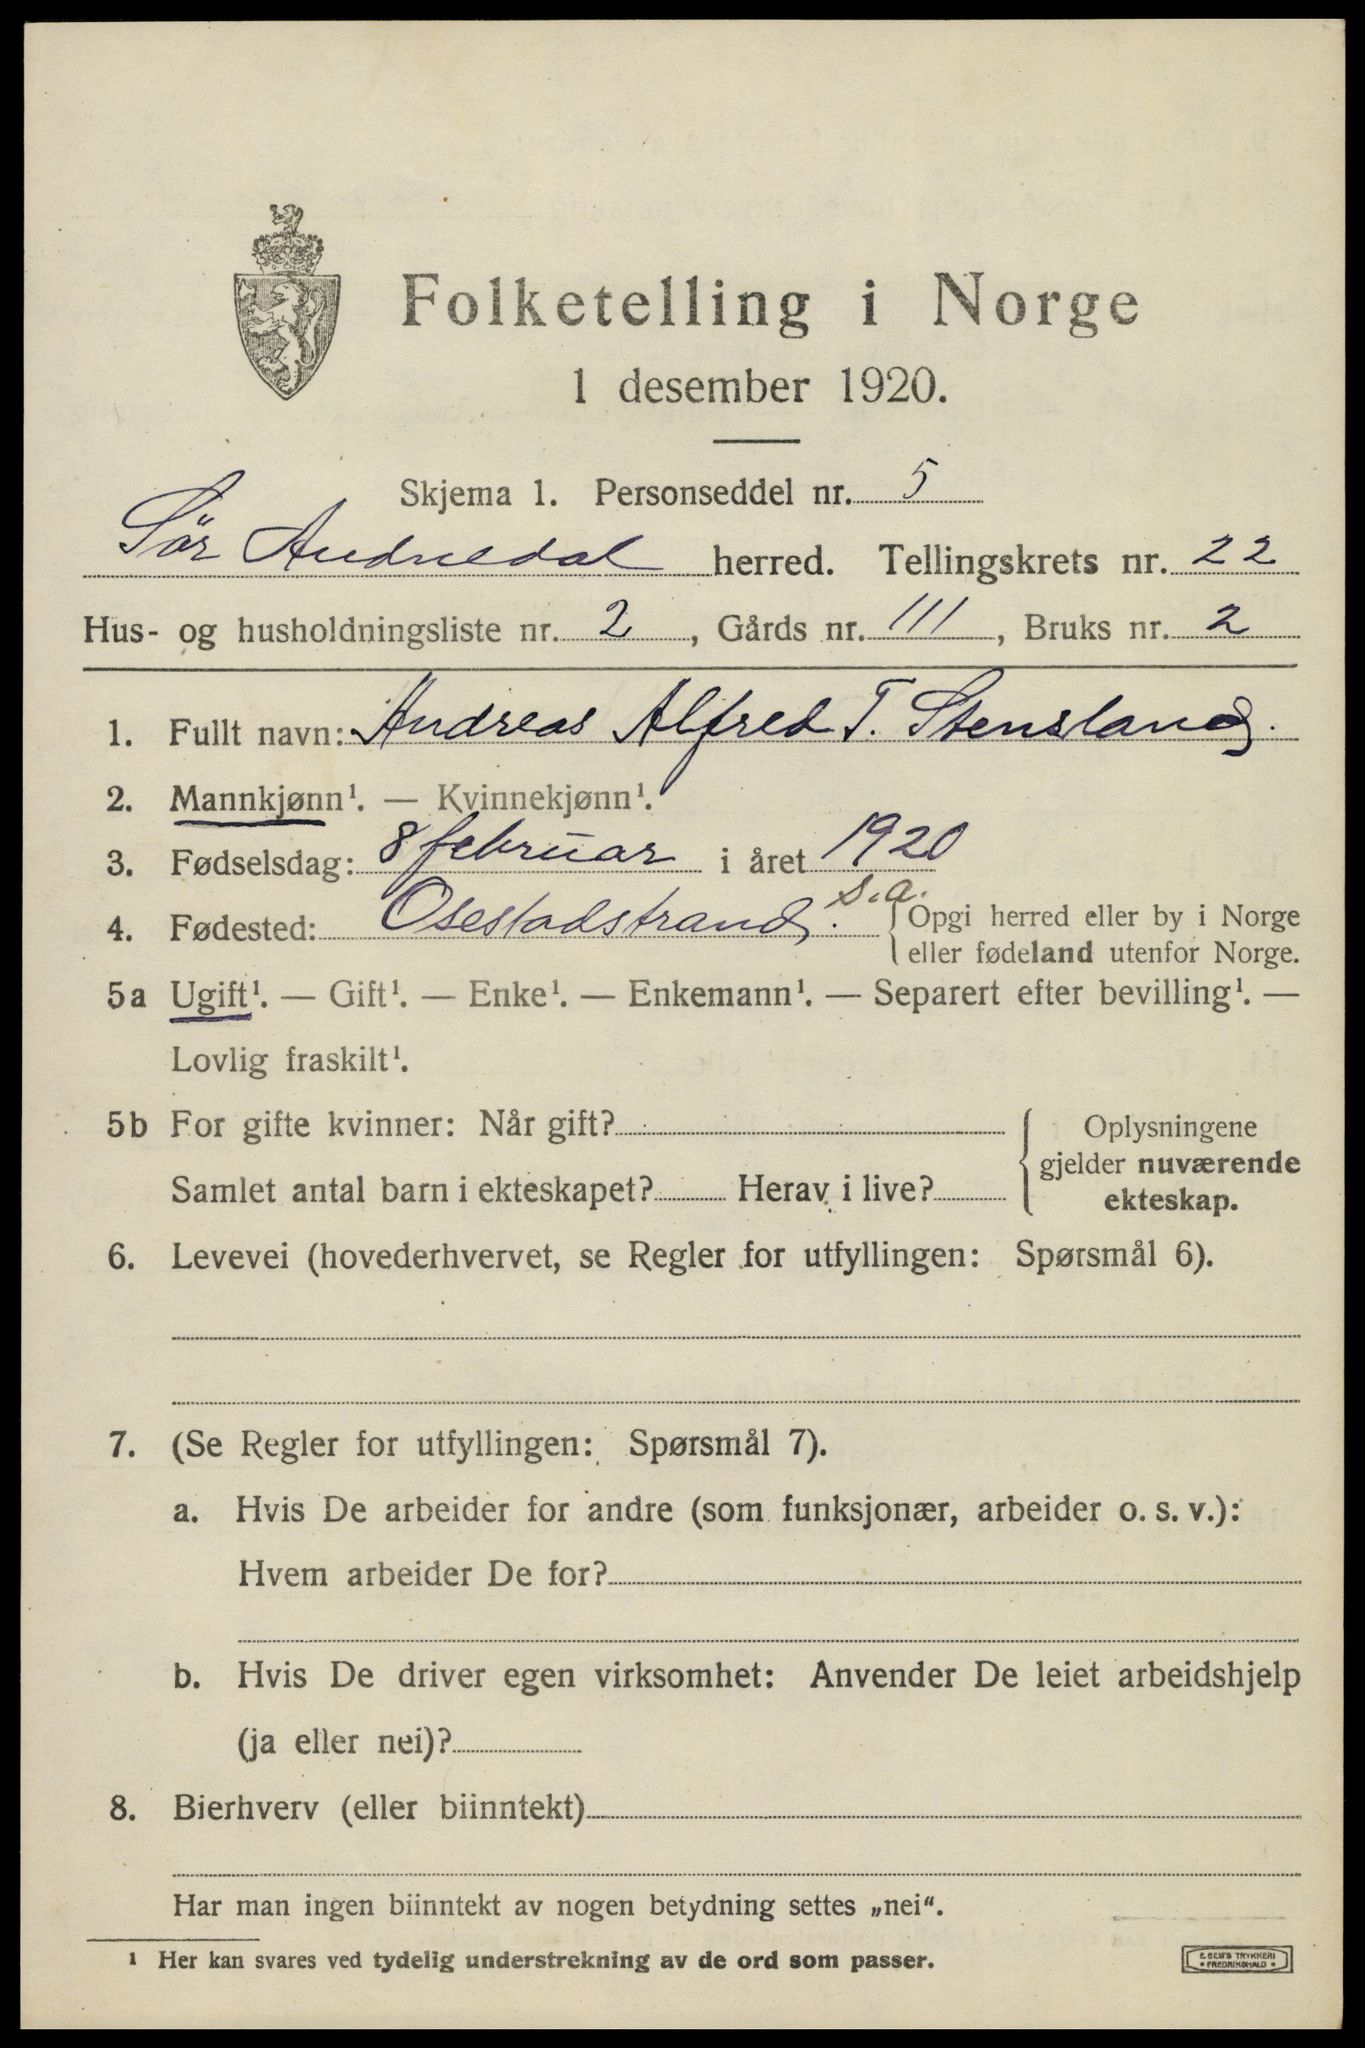 Folketelling i Norge
1 desember 1920.
Skjema 1. Personseddel nr. 5
Sör Audnedal herred. Tellingskrets nr. 22
Hus- og husholdningsliste nr. 2, Gårds nr. 111, Bruks nr. 2
1. Fullt navn: Andreas Alfred T. Stensland.
2. Mannkjønn¹. — Kvinnekjønn¹.
3. Fødselsdag: 8 februar i året 1920
s.a.
4. Fødested: Osestadstrand. {Opgi herred eller by i Norge
eller fødeland utenfor Norge.
5a Ugift¹. — Gift¹. — Enke¹. — Enkemann¹. — Separert efter bevilling¹. —
Lovlig fraskilt¹.
5b For gifte kvinner: Når gift?
Samlet antal barn i ekteskapet? Herav i live?
Oplysningene
gjelder nuværende
ekteskap.
6. Levevei (hovederhvervet, se Regler for utfyllingen: Spørsmål 6).
7. (Se Regler for utfyllingen: Spørsmål 7).
a. Hvis De arbeider for andre (som funksjonær, arbeider o. s. v.):
Hvem arbeider De for?
b. Hvis De driver egen virksomhet: Anvender De leiet arbeidshjelp
(ja eller nei)?
8. Bierhverv (eller biinntekt)
Har man ingen biinntekt av nogen betydning settes „nei“.
¹ Her kan svares ved tydelig understrekning av de ord som passer.
E. SEM'S TRYKKERI
• FREDRIKSHALD •